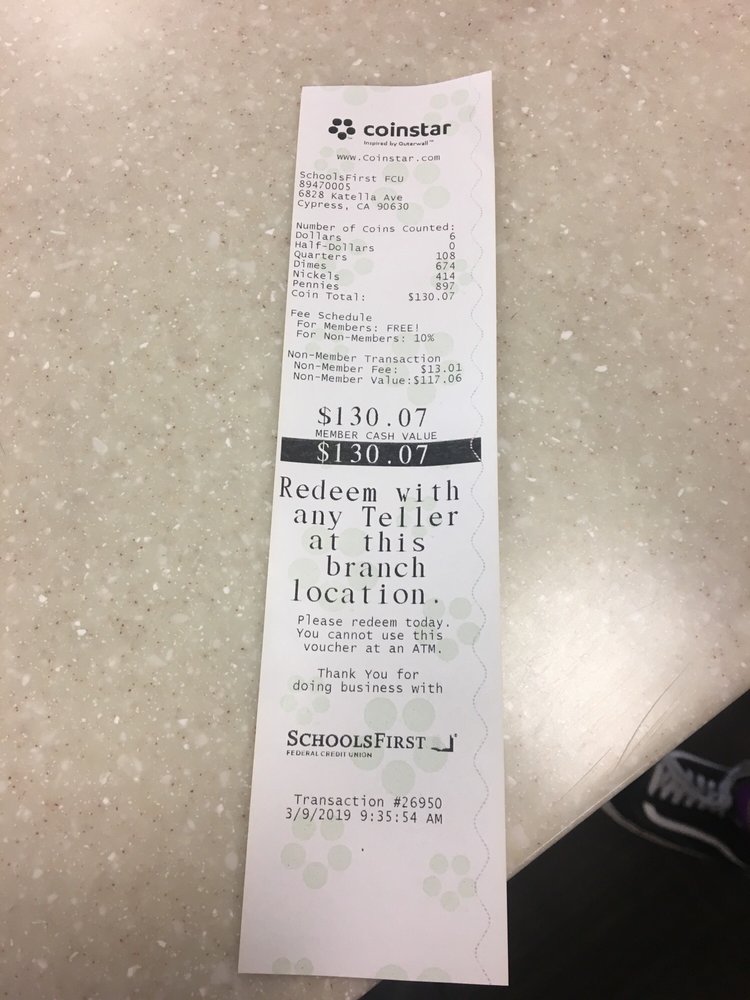 coinstar
Inspired by Outerwall™
www.Coinstar.com
SchoolsFirst FCU
89470005
6828 Katella Ave
Cypress, CA 90630
Number of Coins Counted:
Dollars 6
Half-Dollars 0
Quarters 108
Dimes 674
Nickels 414
Pennies 897
Coin Total: $130.07
Fee Schedule
For Members: FREE!
For Non-Members: 10%
Non-Member Transaction
Non-Member Fee: $13.01
Non-Member Value:$117.06
$130.07
MEMBER CASH VALUE
$130.07
Redeem with
any Teller
at this
branch
location.
Please redeem today.
You cannot use this
voucher at an ATM.
Thank You for
doing business with
SCHOOLSFIRST
FEDERAL CREDIT UNION
Transaction #26950
3/9/2019 9:35:54 AM